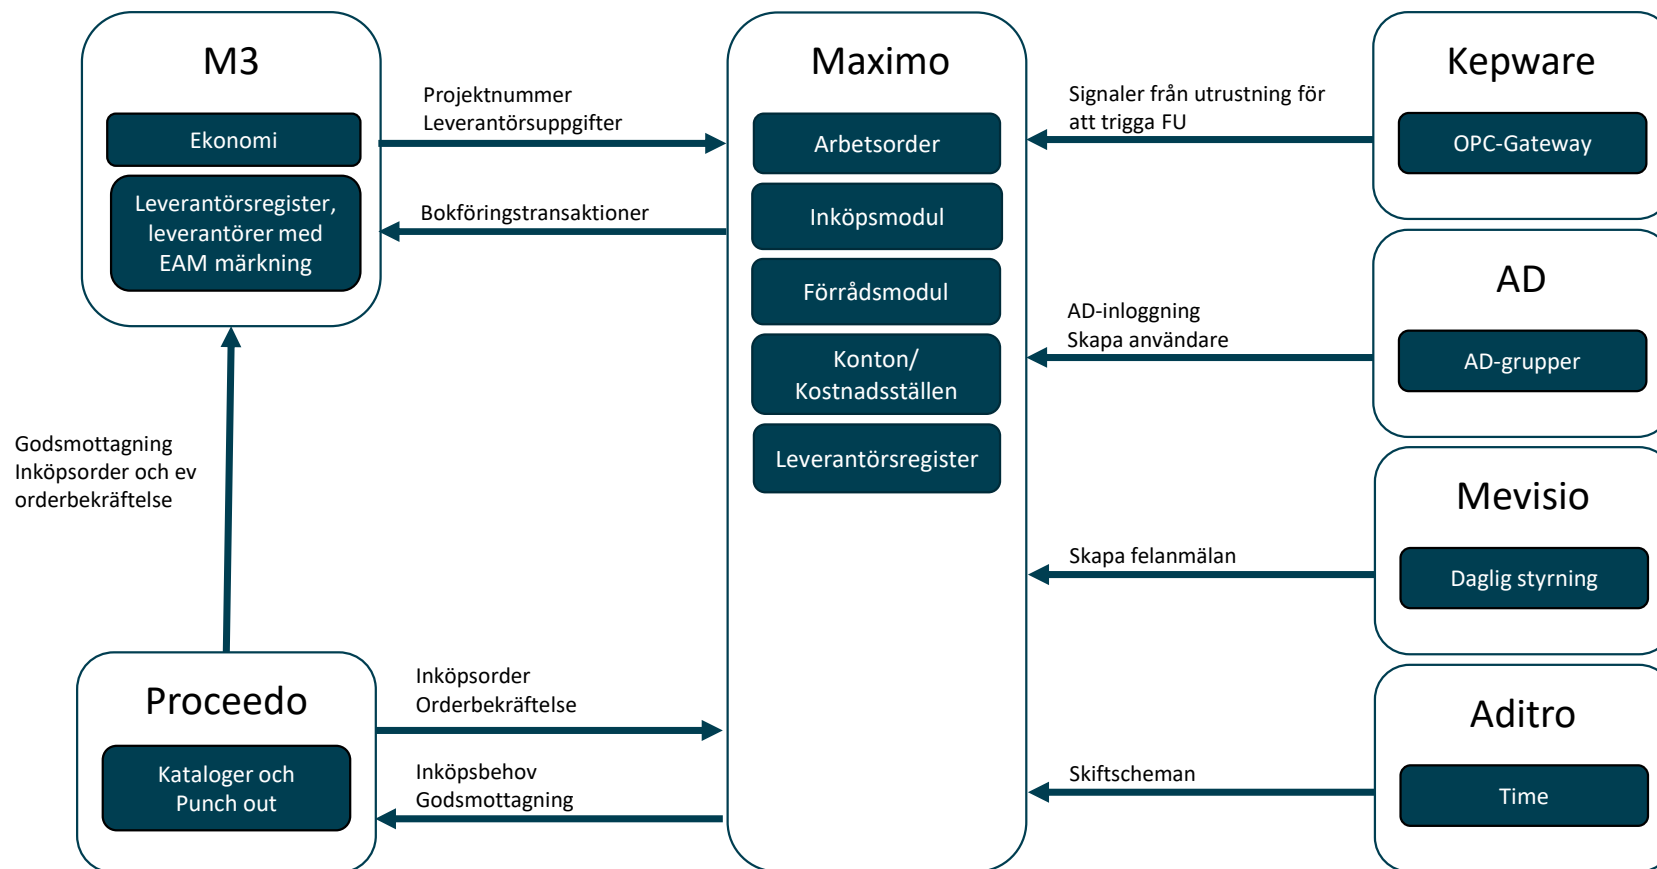 M3
Ekonomi
Leverantörsregister,
leverantörer med
EAM märkning
Projektnummer
Leverantörsuppgifter
Bokföringstransaktioner
Maximo
Arbetsorder
Inköpsmodul
Förrådsmodul
Konton/
Kostnadsställen
Leverantörsregister
Signaler från utrustning för
att trigga FU
Kepware
OPC-Gateway
AD-inloggning
Skapa användare
AD
AD-grupper
Godsmottagning
Inköpsorder och ev
orderbekräftelse
Skapa felanmälan
Mevisio
Daglig styrning
Proceedo
Kataloger och
Punch out
Inköpsorder
Orderbekräftelse
Inköpsbehov
Godsmottagning
Skiftscheman
Aditro
Time